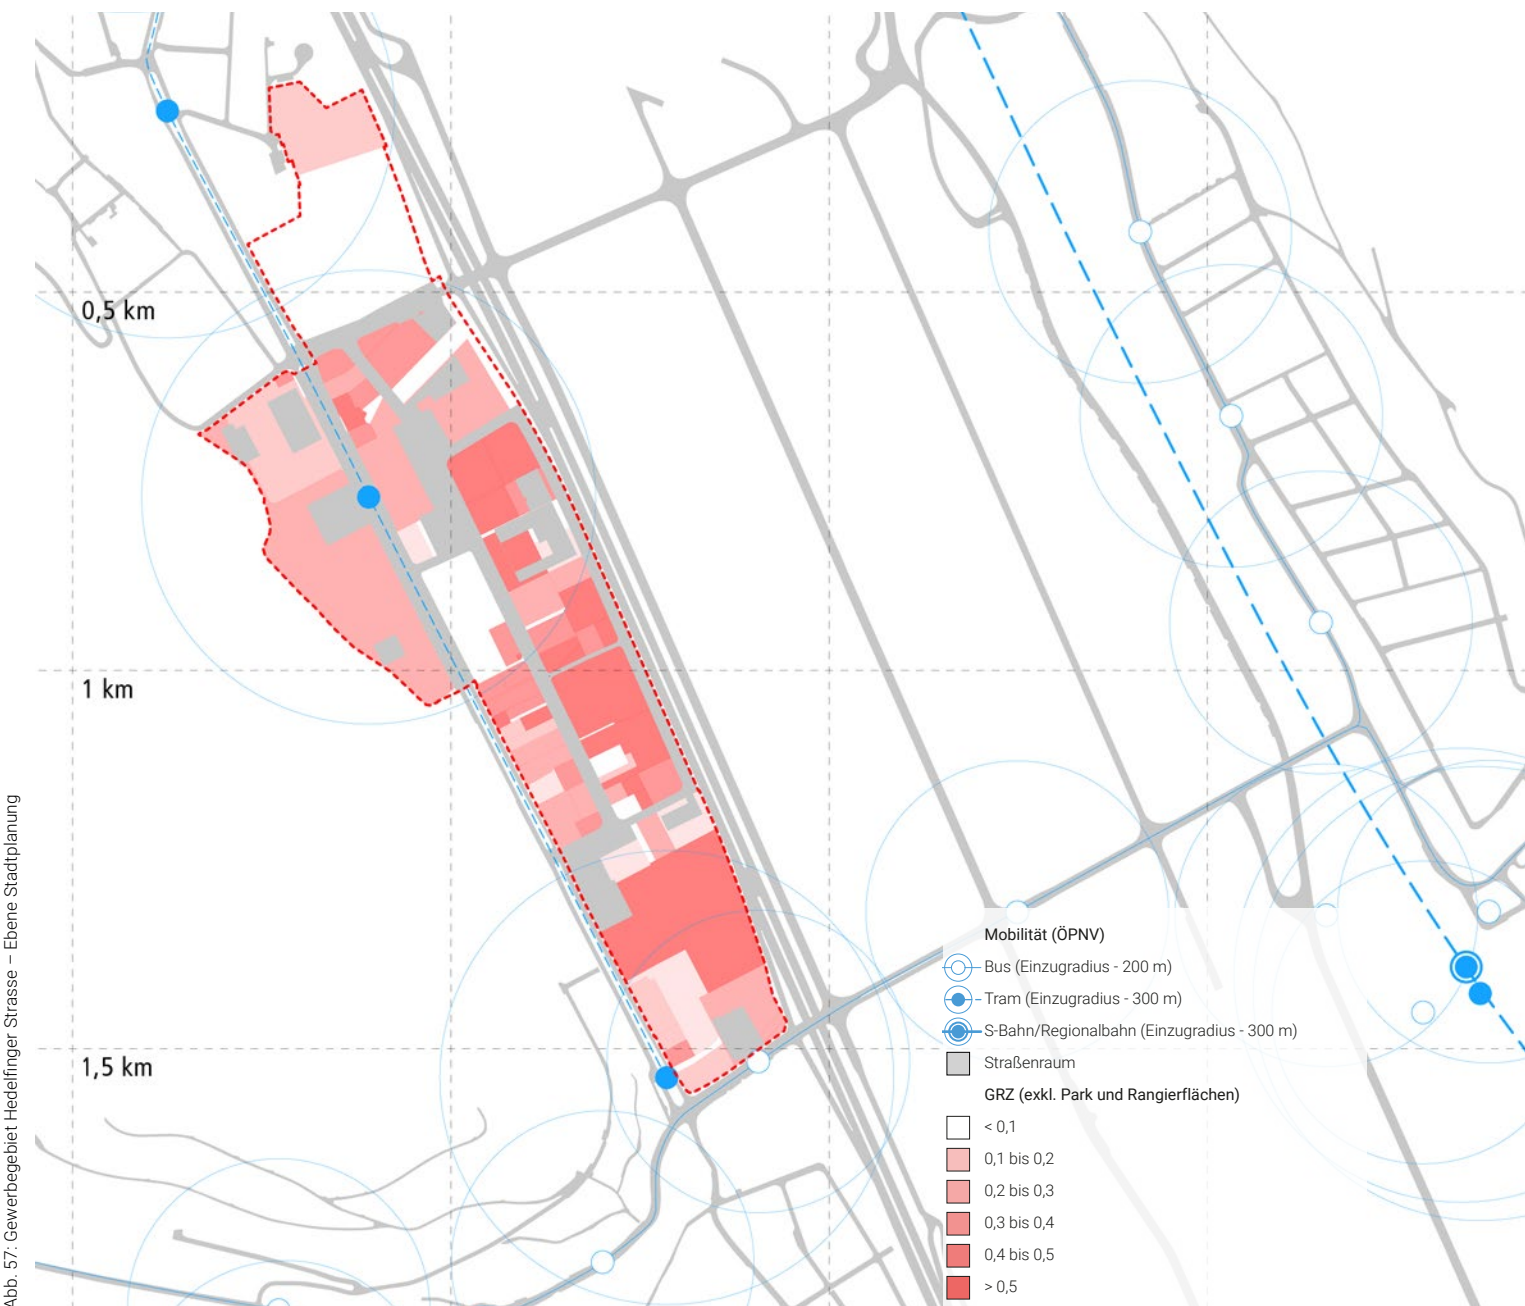 0,5 km
1 km
1,5 km
Abb. 57: Gewerbegebiet Hedelfinger Strasse – Ebene Stadtplanung
Mobilität (ÖPNV)
Bus (Einzugradius - 200 m)
Tram (Einzugradius - 300 m)
S-Bahn/Regionalbahn (Einzugradius - 300 m)
Straßenraum
GRZ (exkl. Park und Rangierflächen)
< 0,1
0,1 bis 0,2
0,2 bis 0,3
0,3 bis 0,4
0,4 bis 0,5
> 0,5